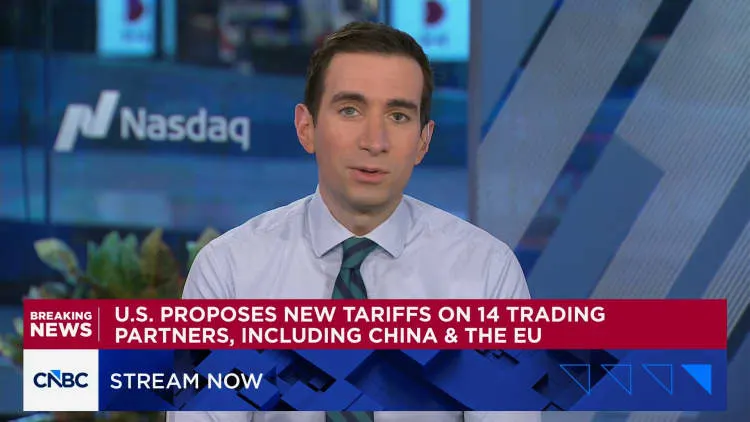 Nasdaq
BREAKING
NEWS
U.S. PROPOSES NEW TARIFFS ON 14 TRADING
PARTNERS, INCLUDING CHINA & THE EU
CNBC
STREAM NOW